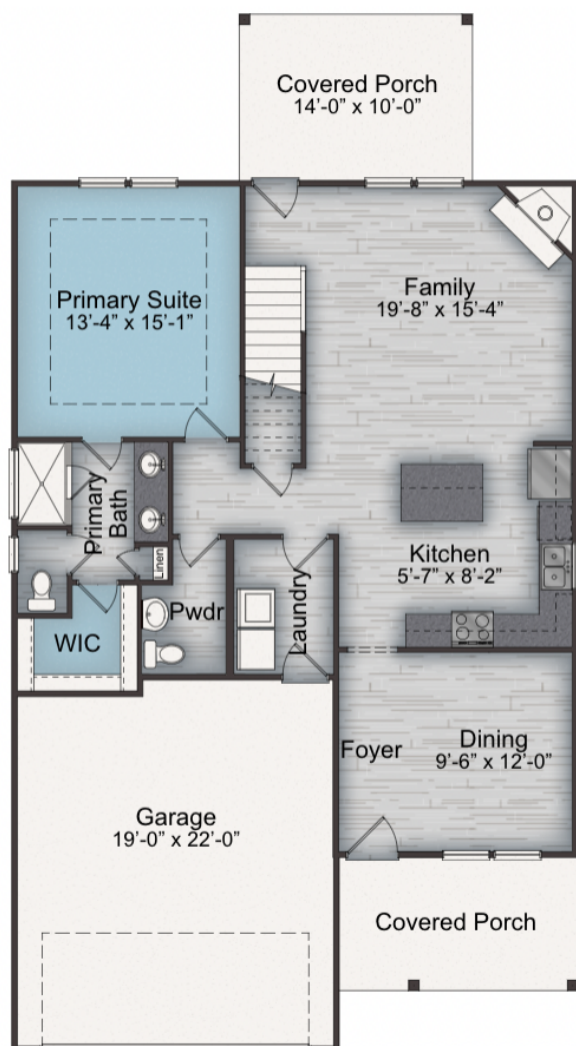 Covered Porch
14'-0" x 10'-0"
Primary Suite
13'-4" x 15'-1"
Family
19'-8" x 15'-4"
Primary
Bath
Linen
Kitchen
5'-7" x 8'-2"
Pwdr
Laundry
WIC
Foyer
Dining
9'-6" x 12'-0"
Garage
19'-0" x 22'-0"
Covered Porch